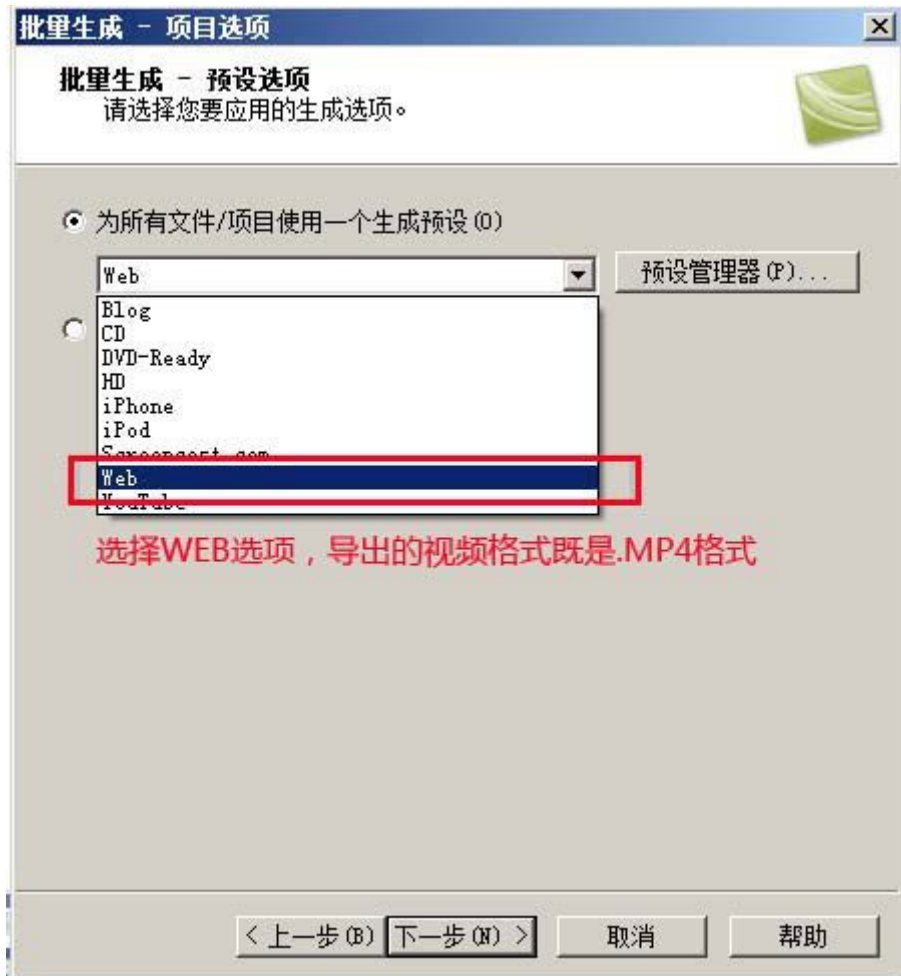 批里生成 - 项目选项
批里生成 - 预设选项
请选择您要应用的生成选项。
为所有文件/项目使用一个生成预设(O)
Web
预设管理器(P)...
Blog
CD
DVD-Ready
HD
iPhone
iPod
Screencast.com
Web
YouTube
选择WEB选项，导出的视频格式既是.MP4格式
< 上一步(B)
下一步(N) >
取消
帮助